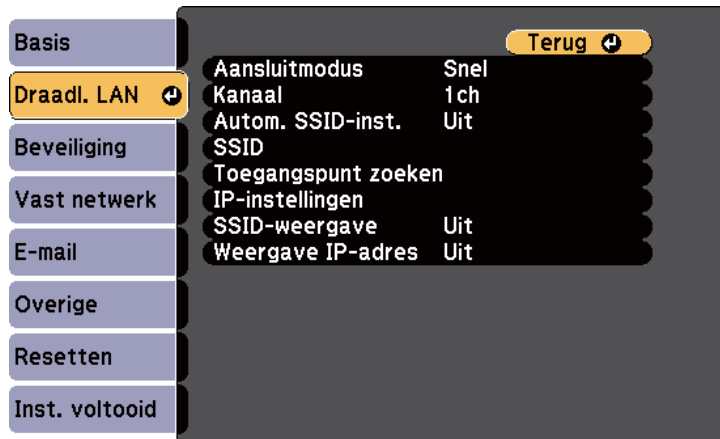 Basis
Draadl. LAN
Beveiliging
Vast netwerk
E-mail
Overige
Resetten
Inst. voltooid
Terug
Aansluitmodus Snel
Kanaal 1ch
Autom. SSID-inst. Uit
SSID
Toegangspunt zoeken
IP-instellingen
SSID-weergave Uit
Weergave IP-adres Uit